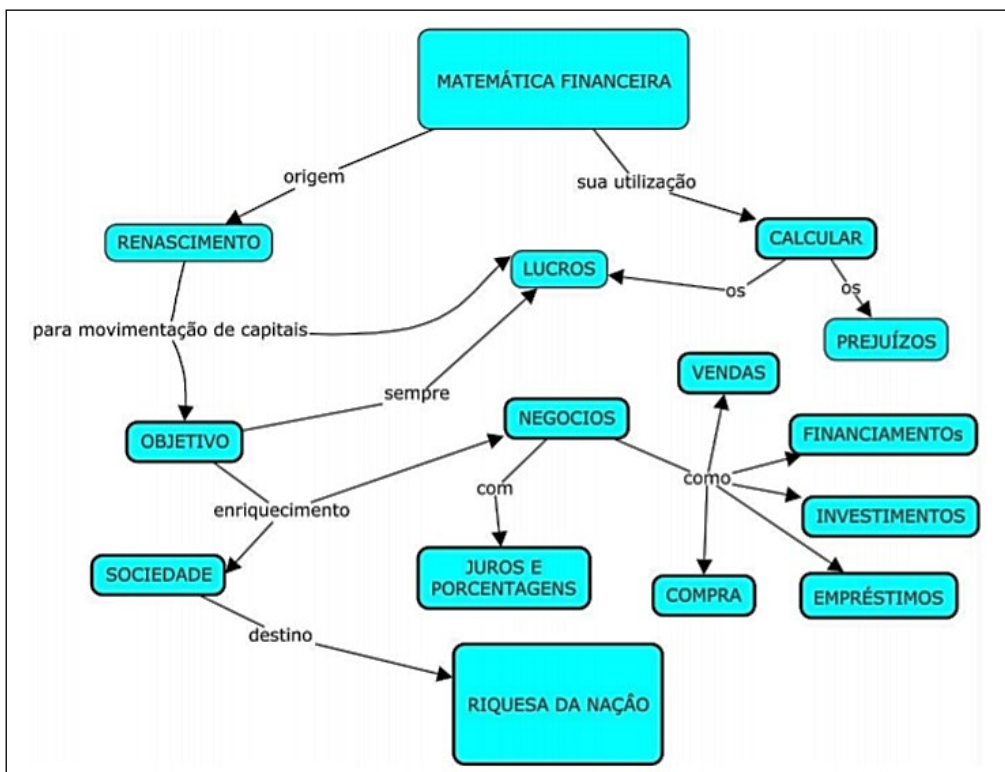 MATEMÁTICA FINANCEIRA
origem
sua utilização
RENASCIMENTO
CALCULAR
LUCROS
os
os
para movimentação de capitais
PREJUÍZOS
VENDAS
sempre
NEGOCIOS
OBJETIVO
FINANCIAMENTOs
com
como
enriquecimento
INVESTIMENTOS
SOCIEDADE
JUROS E
PORCENTAGENS
COMPRA
EMPRÉSTIMOS
destino
RIQUESA DA NAÇÂO